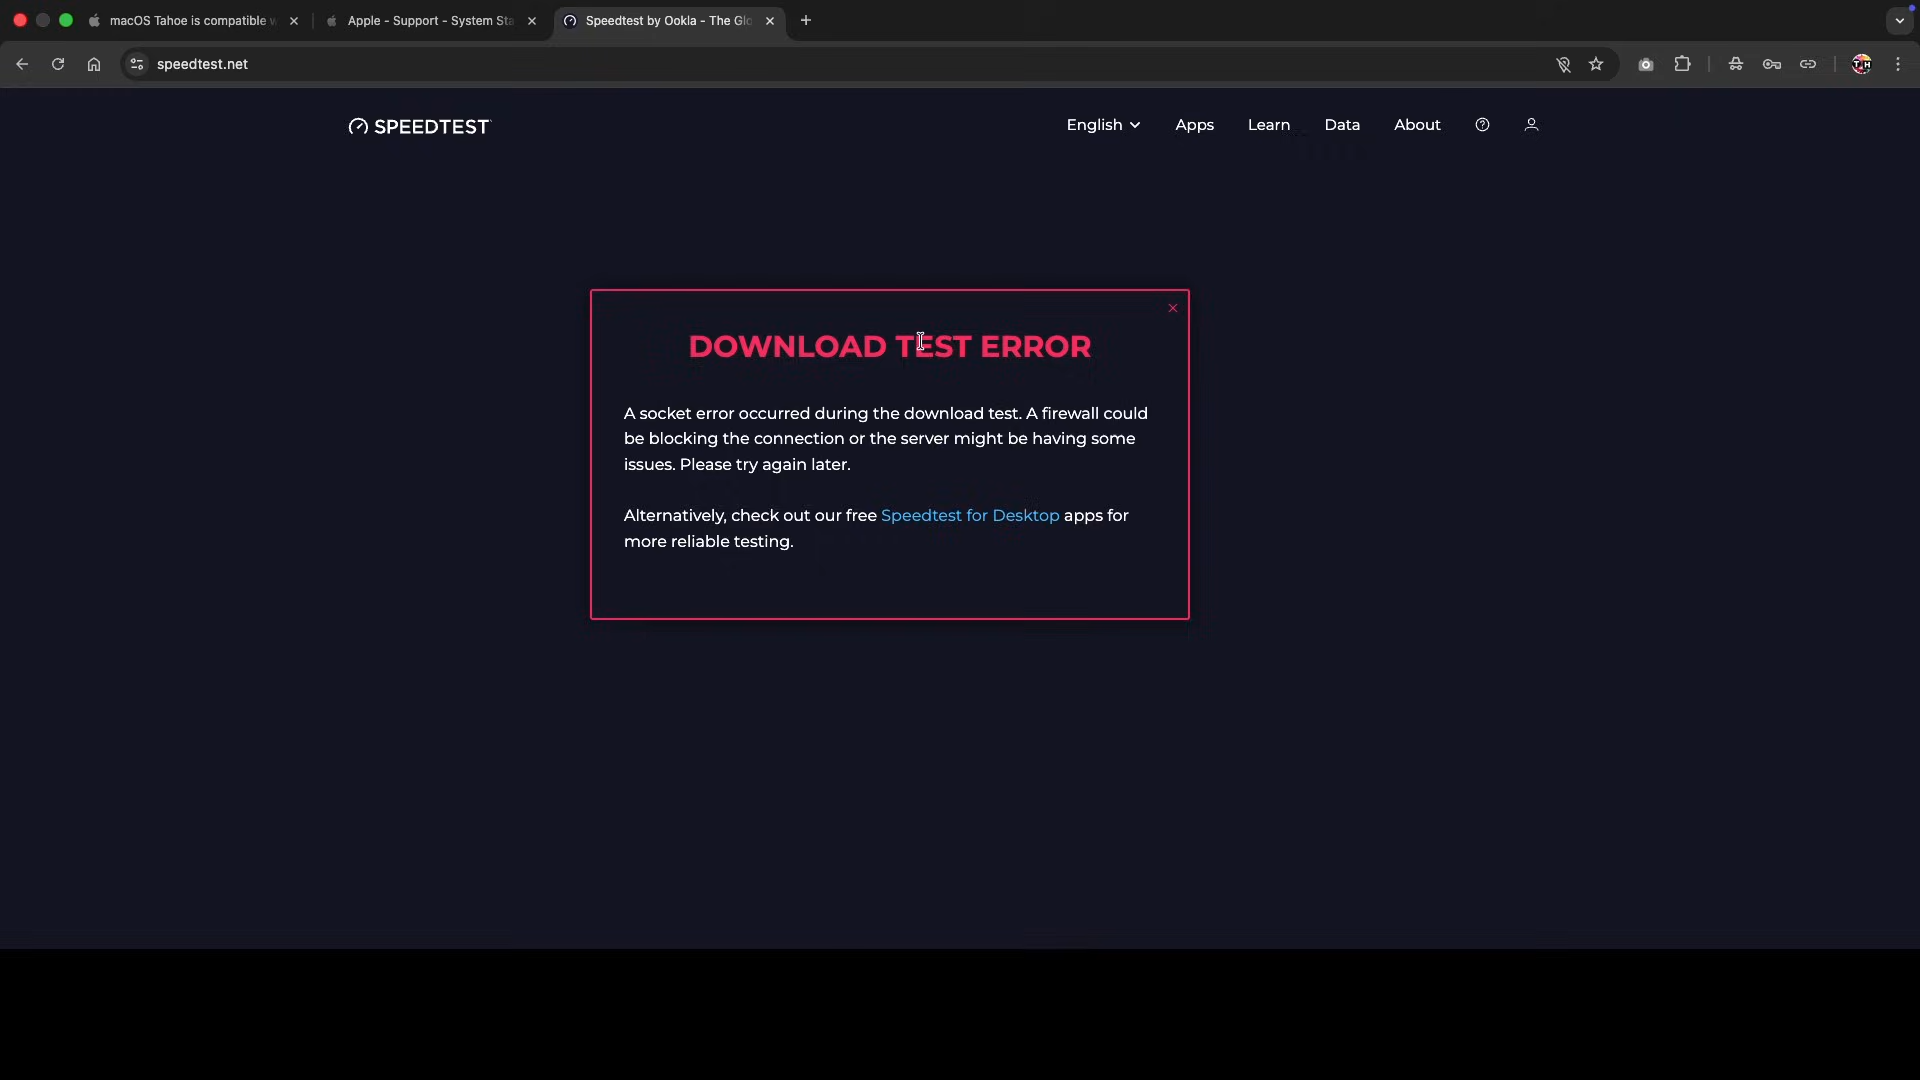 macOS Tahoe is compatible
Apple - Support - System Sta
Speedtest by Ookla - The Glo
speedtest.net
SPEEDTEST
English
Apps
Learn
Data
About
DOWNLOAD TEST ERROR
A socket error occurred during the download test. A firewall could
be blocking the connection or the server might be having some
issues. Please try again later.
Alternatively, check out our free Speedtest for Desktop apps for
more reliable testing.